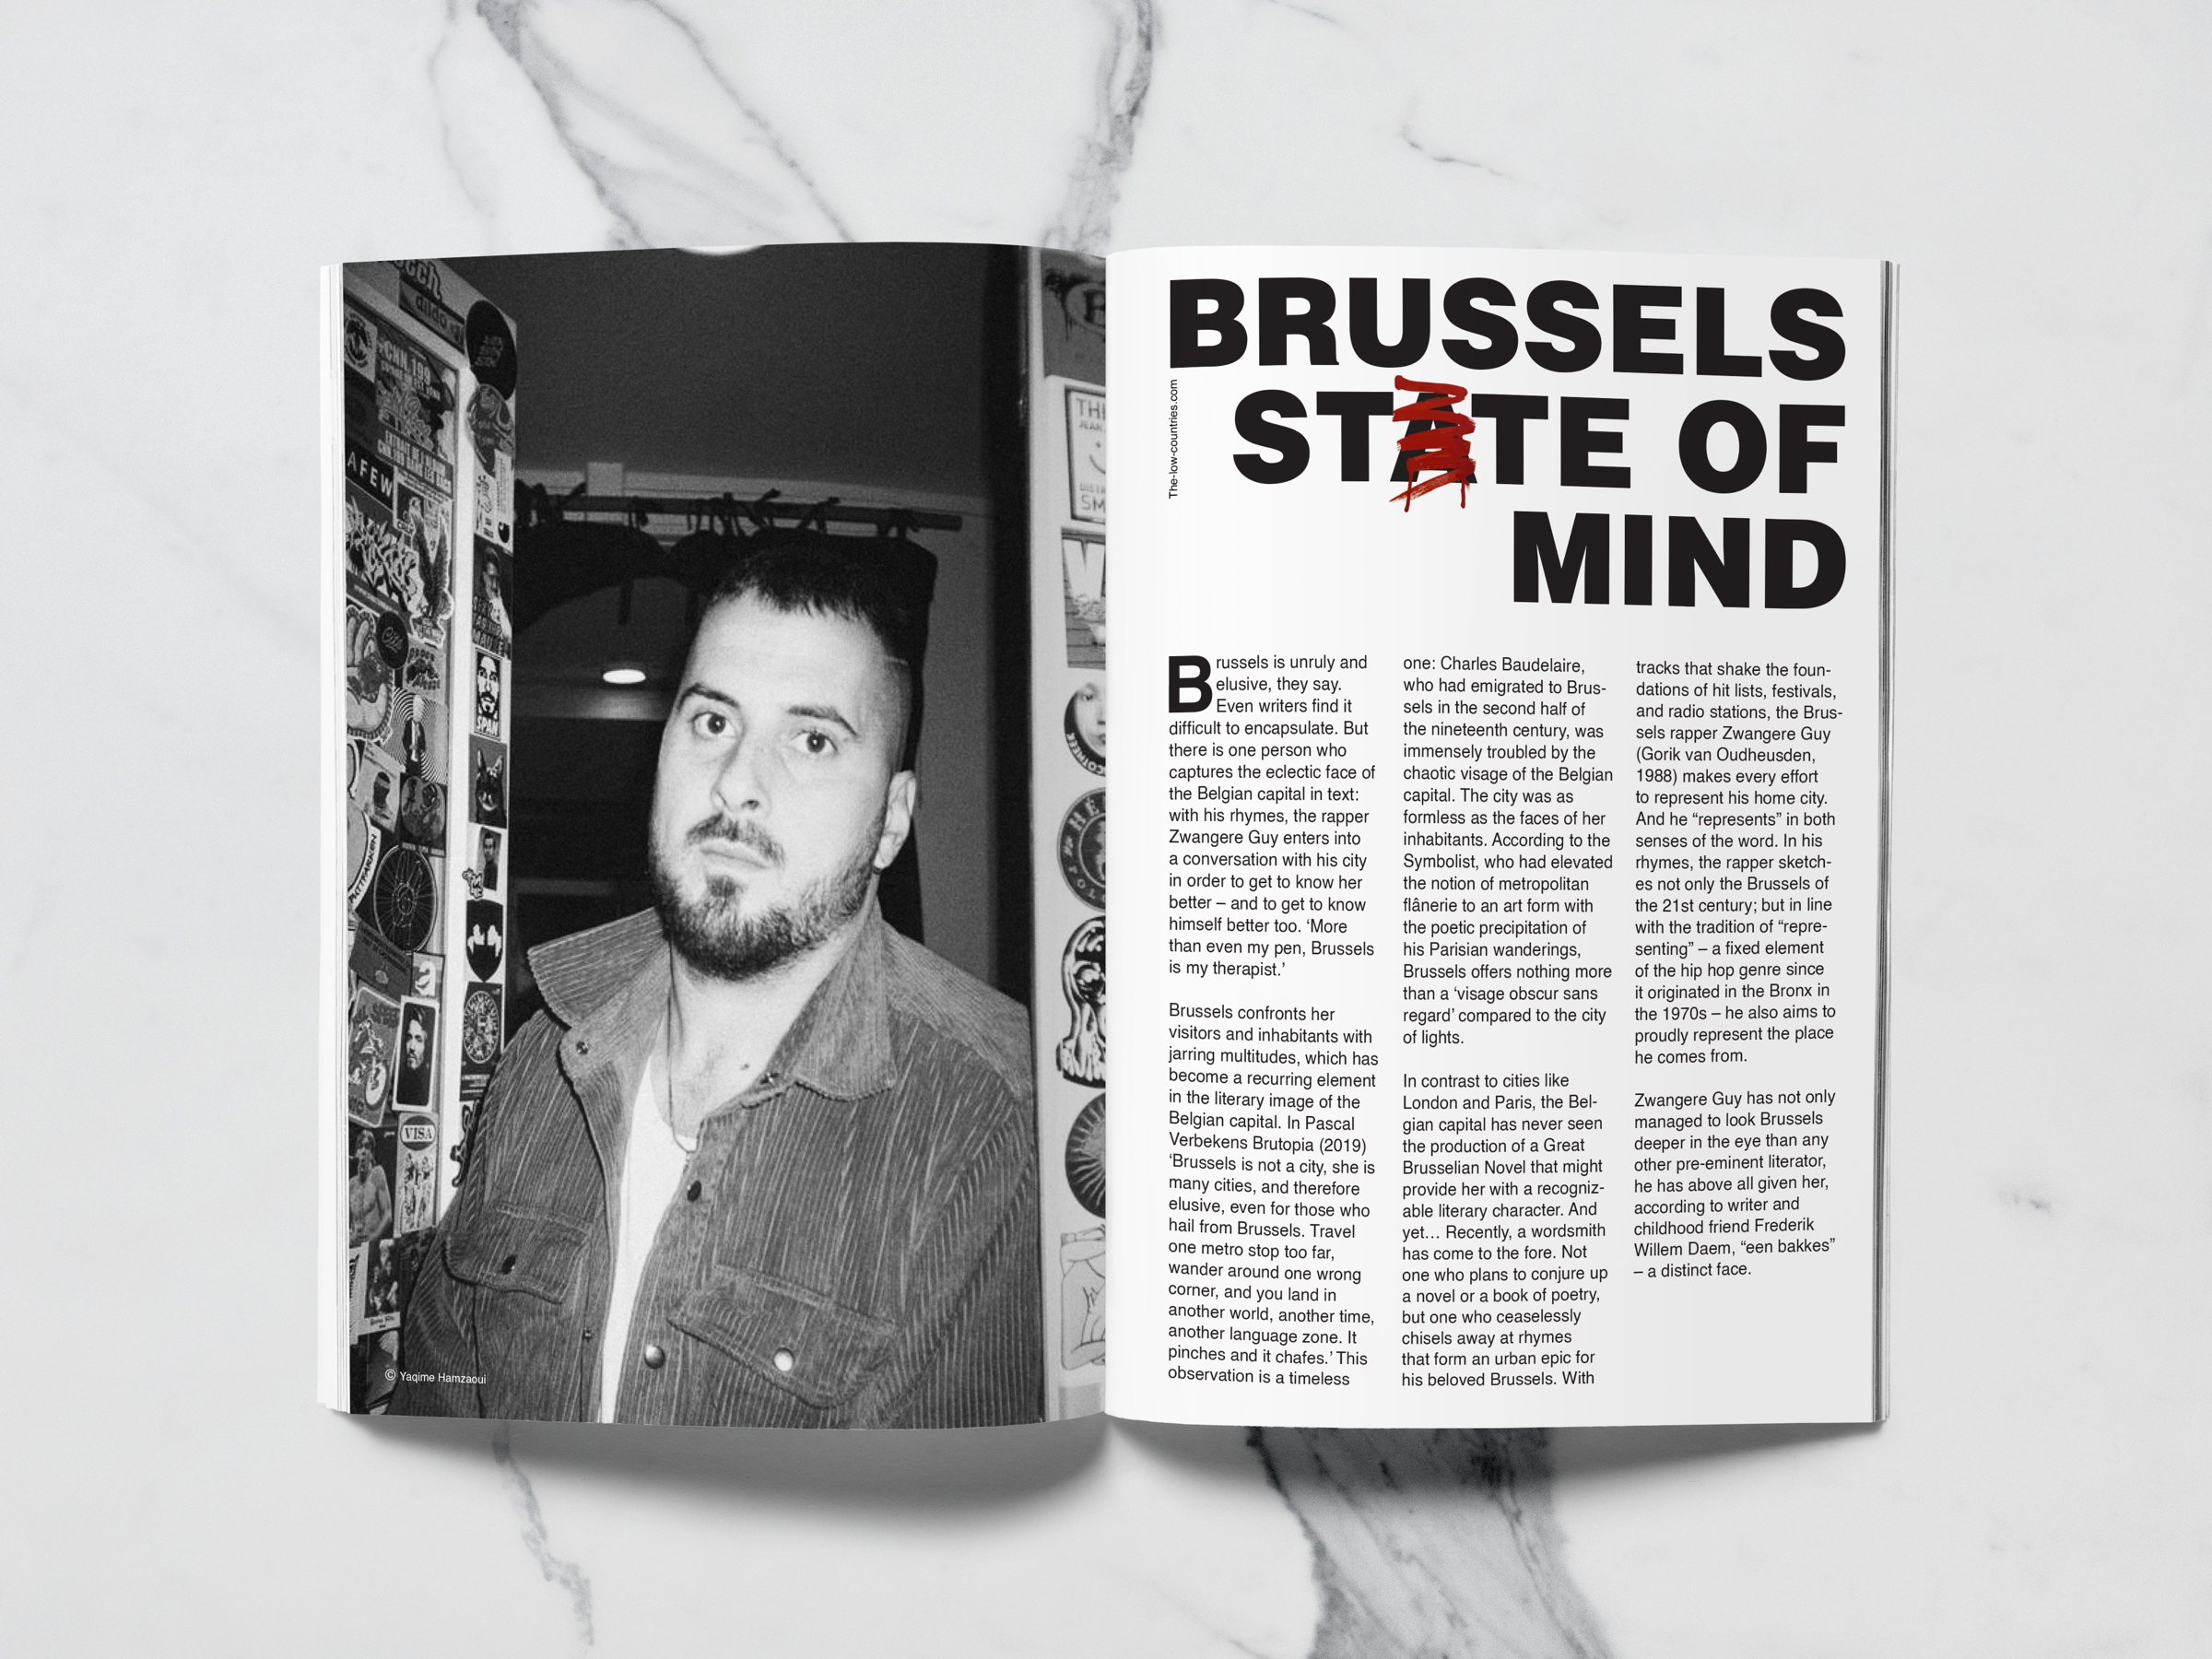 CHN 199
AFEW
SPAN
VISA
© Yaqime Hamzaoui
BRUSSELS
STATE OF
MIND
The-low-countries.com
Brussels is unruly and
elusive, they say.
Even writers find it
difficult to encapsulate. But
there is one person who
captures the eclectic face of
the Belgian capital in text:
with his rhymes, the rapper
Zwangere Guy enters into
a conversation with his city
in order to get to know her
better – and to get to know
himself better too. ‘More
than even my pen, Brussels
is my therapist.’
Brussels confronts her
visitors and inhabitants with
jarring multitudes, which has
become a recurring element
in the literary image of the
Belgian capital. In Pascal
Verbekens Brutopia (2019)
‘Brussels is not a city, she is
many cities, and therefore
elusive, even for those who
hail from Brussels. Travel
one metro stop too far,
wander around one wrong
corner, and you land in
another world, another time,
another language zone. It
pinches and it chafes.’ This
observation is a timeless
one: Charles Baudelaire,
who had emigrated to Brus-
sels in the second half of
the nineteenth century, was
immensely troubled by the
chaotic visage of the Belgian
capital. The city was as
formless as the faces of her
inhabitants. According to the
Symbolist, who had elevated
the notion of metropolitan
flânerie to an art form with
the poetic precipitation of
his Parisian wanderings,
Brussels offers nothing more
than a ‘visage obscur sans
regard’ compared to the city
of lights.
In contrast to cities like
London and Paris, the Bel-
gian capital has never seen
the production of a Great
Brusselian Novel that might
provide her with a recogniz-
able literary character. And
yet… Recently, a wordsmith
has come to the fore. Not
one who plans to conjure up
a novel or a book of poetry,
but one who ceaselessly
chisels away at rhymes
that form an urban epic for
his beloved Brussels. With
tracks that shake the foun-
dations of hit lists, festivals,
and radio stations, the Brus-
sels rapper Zwangere Guy
(Gorik van Oudheusden,
1988) makes every effort
to represent his home city.
And he “represents” in both
senses of the word. In his
rhymes, the rapper sketch-
es not only the Brussels of
the 21st century; but in line
with the tradition of “repre-
senting” – a fixed element
of the hip hop genre since
it originated in the Bronx in
the 1970s – he also aims to
proudly represent the place
he comes from.
Zwangere Guy has not only
managed to look Brussels
deeper in the eye than any
other pre-eminent literator,
he has above all given her,
according to writer and
childhood friend Frederik
Willem Daem, “een bakkes”
– a distinct face.